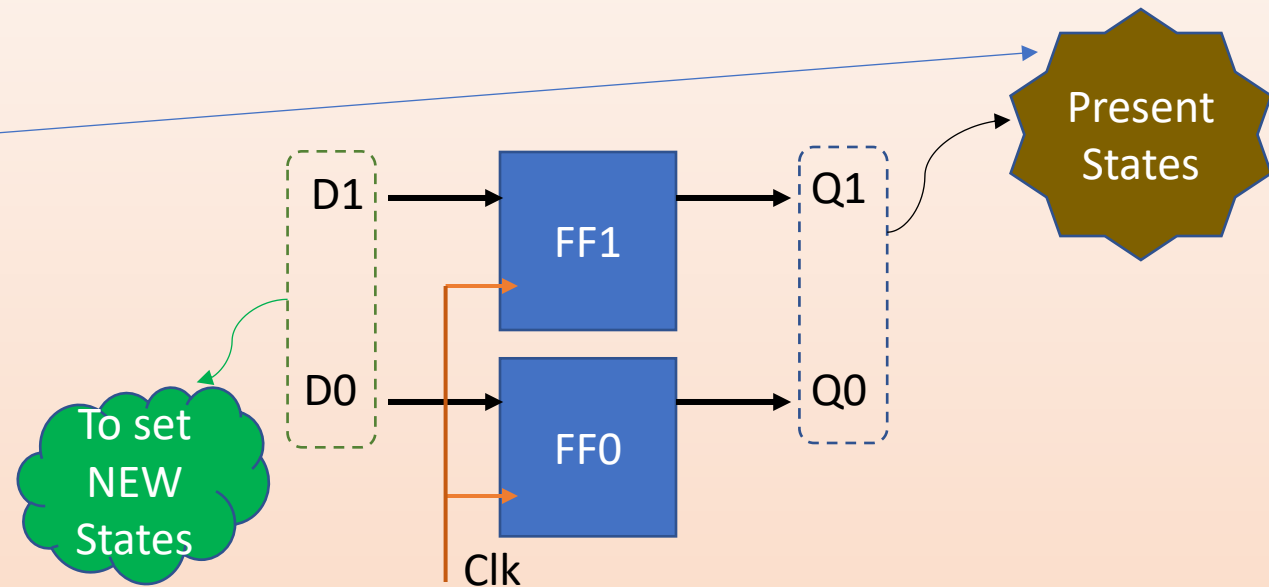 Present
States
D1
FF1
Q1
D0
FF0
Q0
To set
NEW
States
Clk